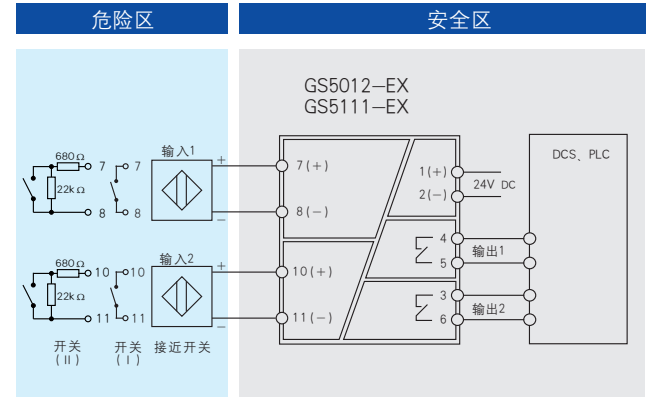 危险区
安全区
GS5012-EX
GS5111-EX
输入1
680Ω
7
7
+
7(+)
1(+)
DCS、PLC
22kΩ
24V DC
2(-)
8
8
-
8(-)
4
输出1
5
输入2
680Ω
10
10
+
10(+)
22kΩ
3
输出2
11
11
-
11(-)
6
开关
(II)
开关
(I)
接近开关